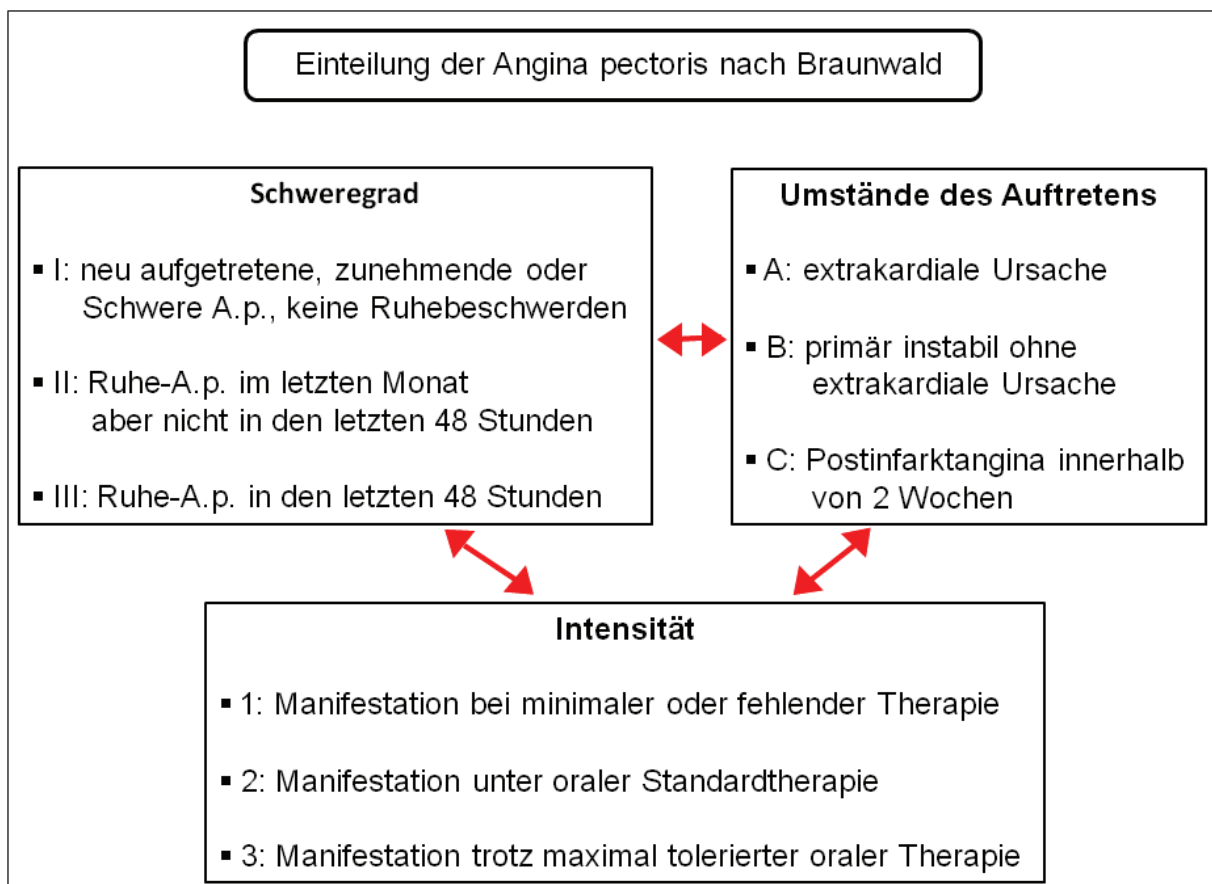 Einteilung der Angina pectoris nach Braunwald
Schweregrad
▪ I: neu aufgetretene, zunehmende oder
Schwere A.p., keine Ruhebeschwerden
▪ II: Ruhe-A.p. im letzten Monat
aber nicht in den letzten 48 Stunden
▪ III: Ruhe-A.p. in den letzten 48 Stunden
Umstände des Auftretens
▪ A: extrakardiale Ursache
▪ B: primär instabil ohne
extrakardiale Ursache
▪ C: Postinfarktangina innerhalb
von 2 Wochen
Intensität
▪ 1: Manifestation bei minimaler oder fehlender Therapie
▪ 2: Manifestation unter oraler Standardtherapie
▪ 3: Manifestation trotz maximal tolerierter oraler Therapie